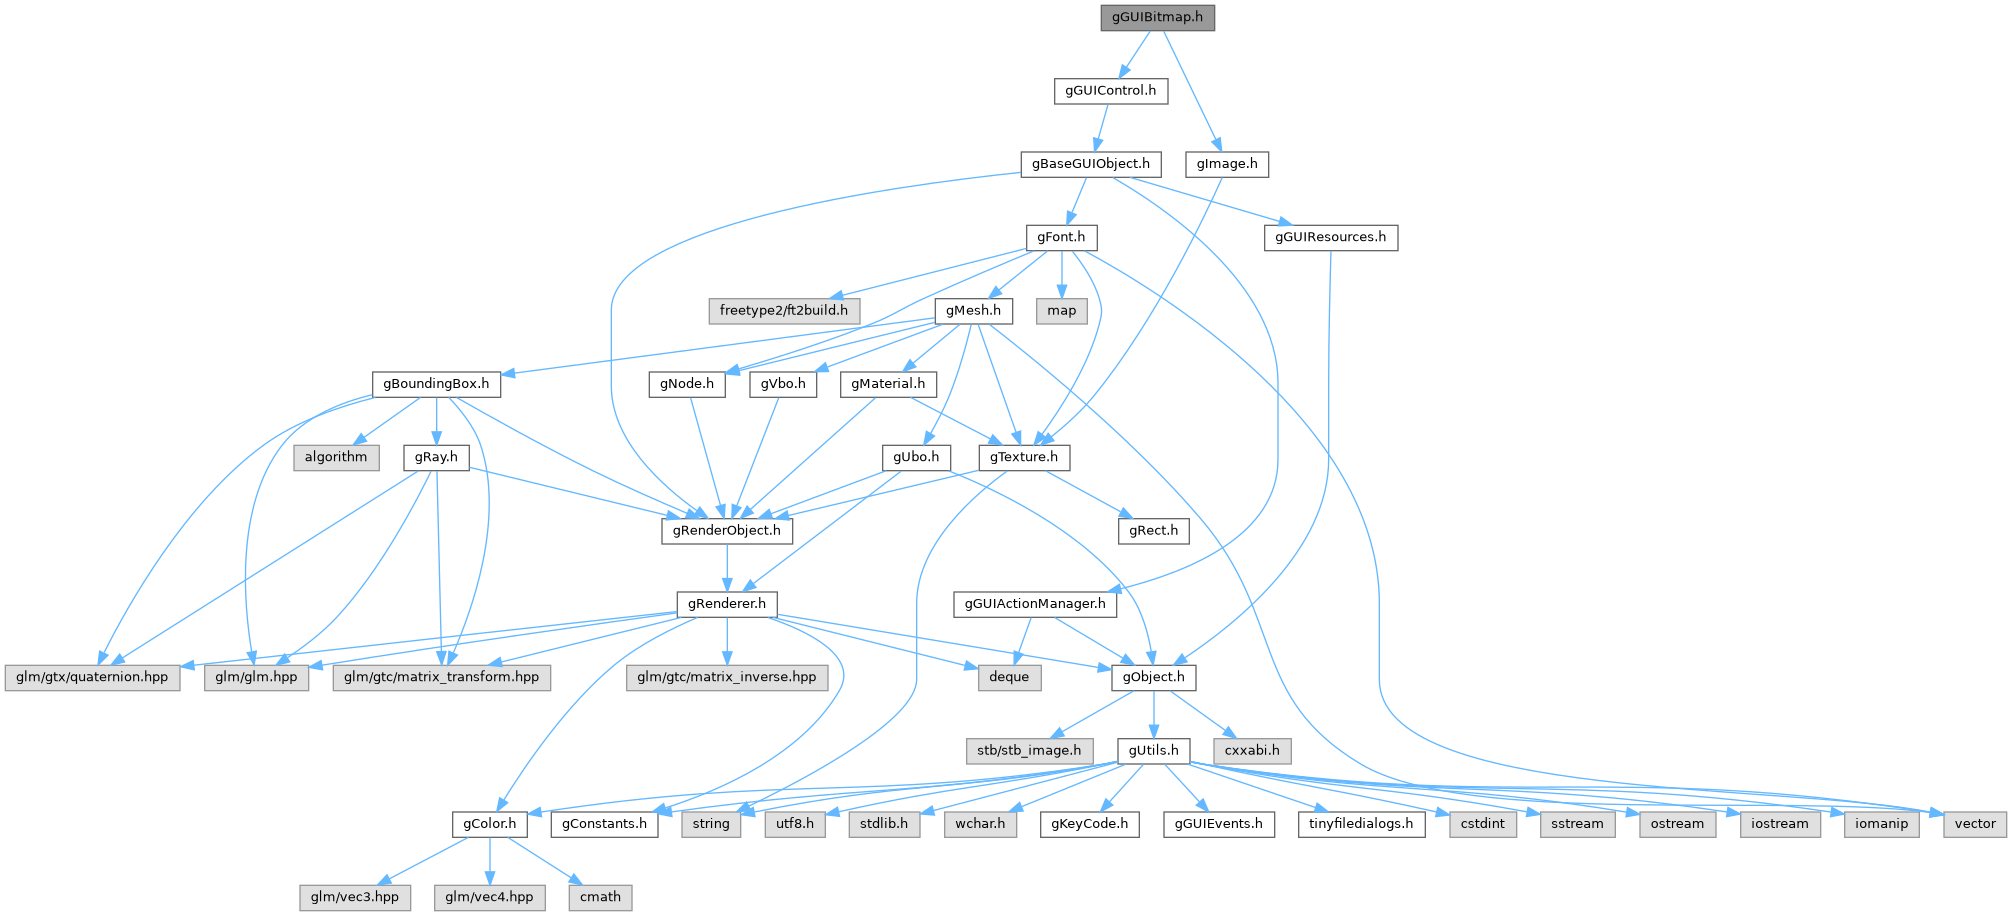 gGUIBitmap.h
gGUIControl.h
gBaseGUIObject.h
gImage.h
gFont.h
gGUIResources.h
freetype2/ft2build.h
gMesh.h
map
gBoundingBox.h
gNode.h
gVbo.h
gMaterial.h
algorithm
gRay.h
gUbo.h
gTexture.h
gRenderObject.h
gRect.h
gRenderer.h
gGUIActionManager.h
glm/gtx/quaternion.hpp
glm/glm.hpp
glm/gtc/matrix_transform.hpp
glm/gtc/matrix_inverse.hpp
deque
gObject.h
stb/stb_image.h
gUtils.h
cxxabi.h
gColor.h
gConstants.h
string
utf8.h
stdlib.h
wchar.h
gKeyCode.h
gGUIEvents.h
tinyfiledialogs.h
cstdint
sstream
ostream
iostream
iomanip
vector
glm/vec3.hpp
glm/vec4.hpp
cmath